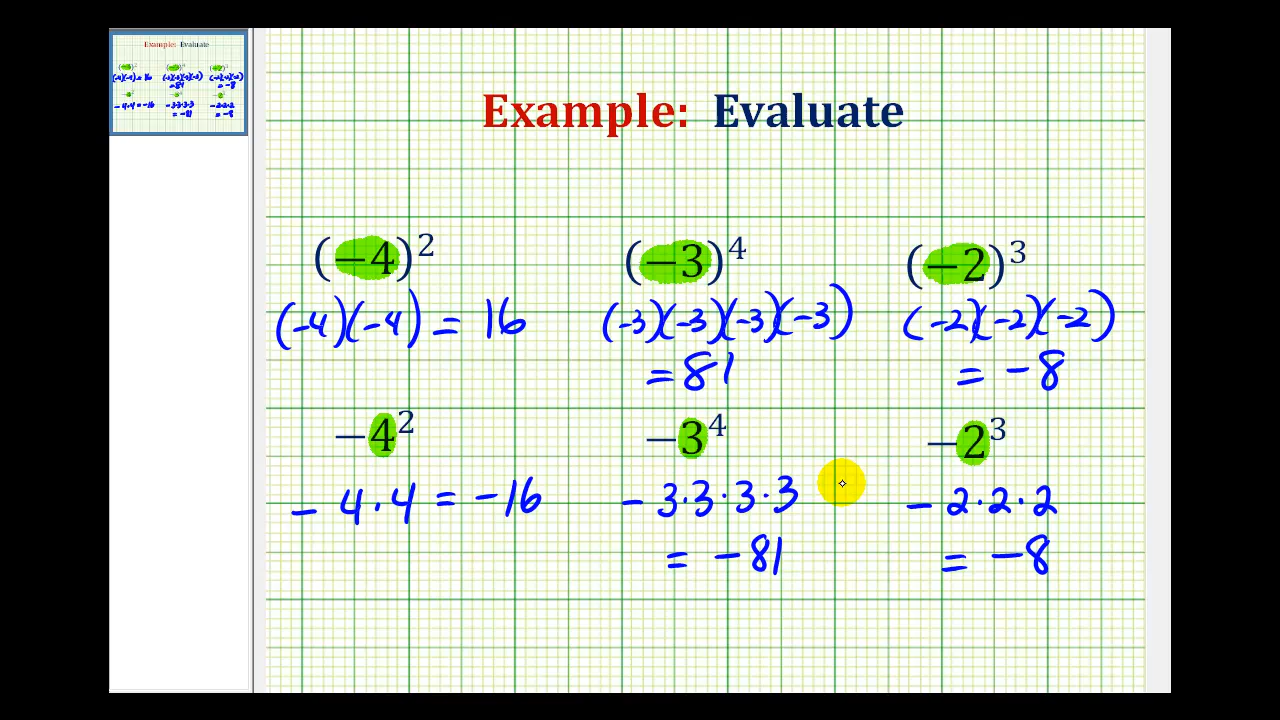 Example: Evaluate
(−4)² (−3)⁴ (−2)³
(-4)(-4) = 16 (-3)(-3)(-3)(-3) (-2)(-2)(-2)
= 81 = -8
−4² −3⁴ −2³
- 4·4 = -16 - 3·3·3·3 - 2·2·2
= -81 = -8